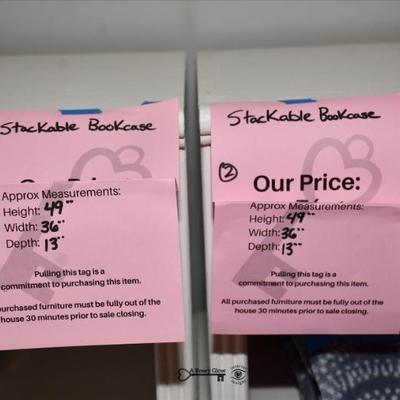 Stackable Bookcase
Approx Measurements:
Height: 49"
Width: 36"
Depth: 13"
Pulling this tag is a
commitment to purchasing this item.
purchased furniture must be fully out of the
house 30 minutes prior to sale closing.
Stackable Bookcase
2
Our Price:
Approx Measurements:
Height: 49"
Width: 36"
Depth: 13"
Pulling this tag is a
commitment to purchasing this item.
All purchased furniture must be fully out of the
house 30 minutes prior to sale closing.
A Rosey Glow